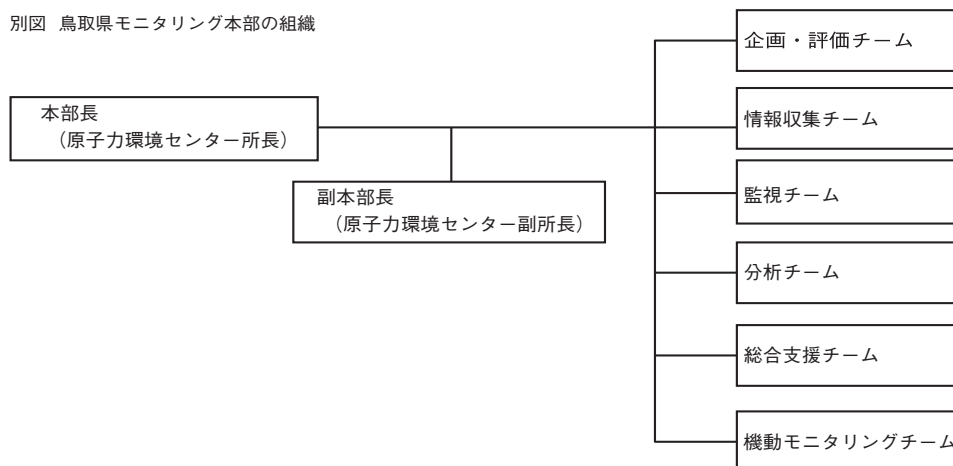 別図 鳥取県モニタリング本部の組織
企画・評価チーム
本部長
（原子力環境センター所長）
情報収集チーム
副本部長
（原子力環境センター副所長）
監視チーム
分析チーム
総合支援チーム
機動モニタリングチーム